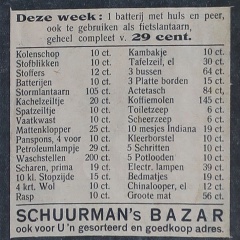 Deze week: 1 batterij met huls en peer,
ook te gebruiken als fietslantaarn,
geheel compleet v. 29 cent.
Kolenschop 10 ct.
Stofblikken 10 ct.
Stoffers 12 ct.
Batterijen 10 ct.
Stormlantaarn 105 ct.
Kachelzeiltje 20 ct.
Spatzeiltje 10 ct.
Vaatkwast 10 ct.
Mattenklopper 25 ct.
Panspons, 4 voor 10 ct.
Petroleumlampje 29 ct.
Waschstellen 200 ct.
Scharen, prima 19 ct.
10 kl. Stopzijde 15 ct.
4 krt. Wol 10 ct.
Rasp 10 ct.
Kambakje 10 ct.
Tafelzeil, el 30 ct.
3 bussen 64 ct.
3 Platte borden 15 ct.
Actetasch 84 ct.
Koffiemolen 145 ct.
Toiletzeep 6 ct.
Scheerzeep 6 ct.
10 mesjes Indiana 19 ct.
Kleerborstel 10 ct.
5 Schriften 10 ct.
5 Potlooden 10 ct.
Electr. lampen 39 ct.
Bedmatjes 19 ct.
Chinalooper, el 12 ct.
Groote mat 56 ct.
SCHUURMAN's BAZAR
ook voor U 'n gesorteerd en goedkoop adres.